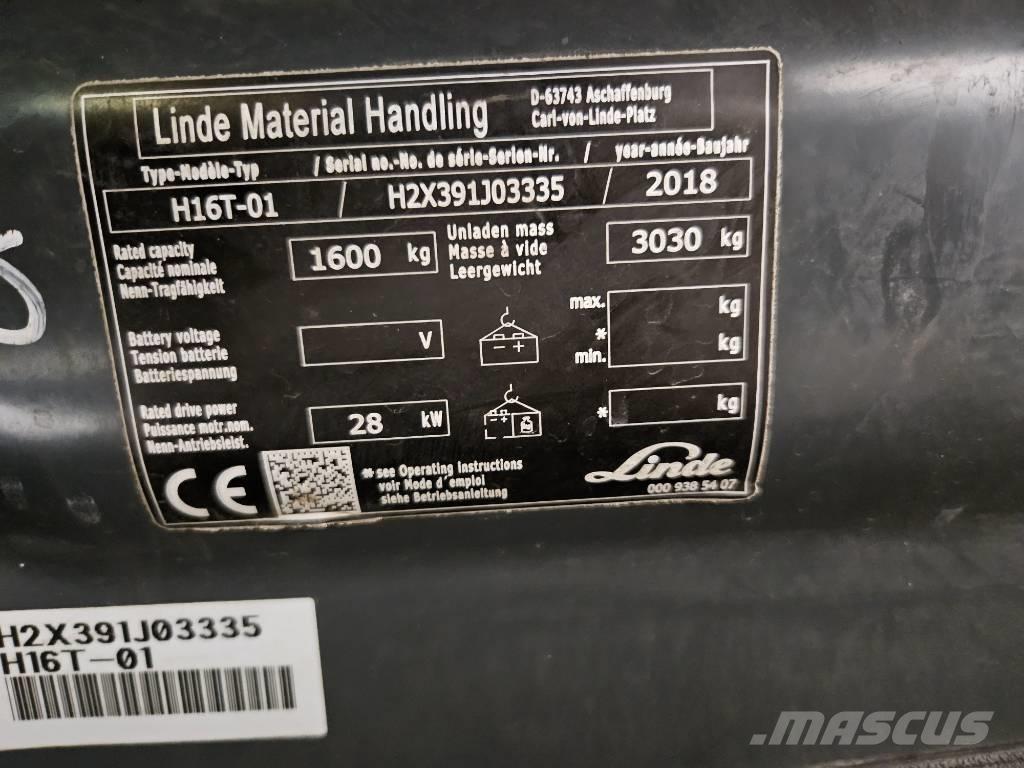 Linde Material Handling
D-63743 Aschaffenburg
Carl-von-Linde-Platz
Type-Modèle-Typ / Serial no.-No. de série-Serien-Nr. / year-année-Baujahr
H16T-01 / H2X391J03335 / 2018
Rated capacity
Capacité nominale
Nenn-Tragfähigkeit
1600 kg
Unladen mass
Masse à vide
Leergewicht
3030 kg
Battery voltage
Tension batterie
Batteriespannung
V
- +
max.
*
min.
kg
kg
Rated drive power
Puissance motr.nom.
Nenn-Antriebsleist.
28 kW
- +
* kg
CE
* see Operating Instructions
voir Mode d'emploi
siehe Betriebsanleitung
Linde
000 938 54 07
H2X391J03335
H16T-01
MASCUS